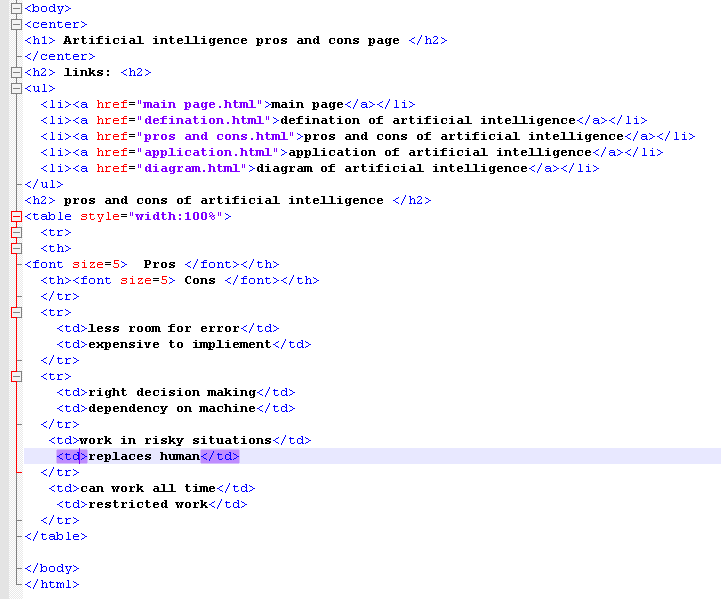 <body>
<center>
<h1> Artificial intelligence pros and cons page </h2>
</center>
<h2> links: <h2>
<ul>
<li><a href="main page.html">main page</a></li>
<li><a href="defination.html">defination of artificial intelligence</a></li>
<li><a href="pros and cons.html">pros and cons of artificial intelligence</a></li>
<li><a href="application.html">application of artificial intelligence</a></li>
<li><a href="diagram.html">diagram of artificial intelligence</a></li>
</ul>
<h2> pros and cons of artificial intelligence </h2>
<table style="width:100%">
<tr>
<th>
<font size=5>  Pros </font></th>
<th><font size=5> Cons </font></th>
</tr>
<tr>
<td>less room for error</td>
<td>expensive to impliement</td>
</tr>
<tr>
<td>right decision making</td>
<td>dependency on machine</td>
</tr>
<td>work in risky situations</td>
<td>replaces human</td>
</tr>
<td>can work all time</td>
<td>restricted work</td>
</tr>
</table>
</body>
</html>